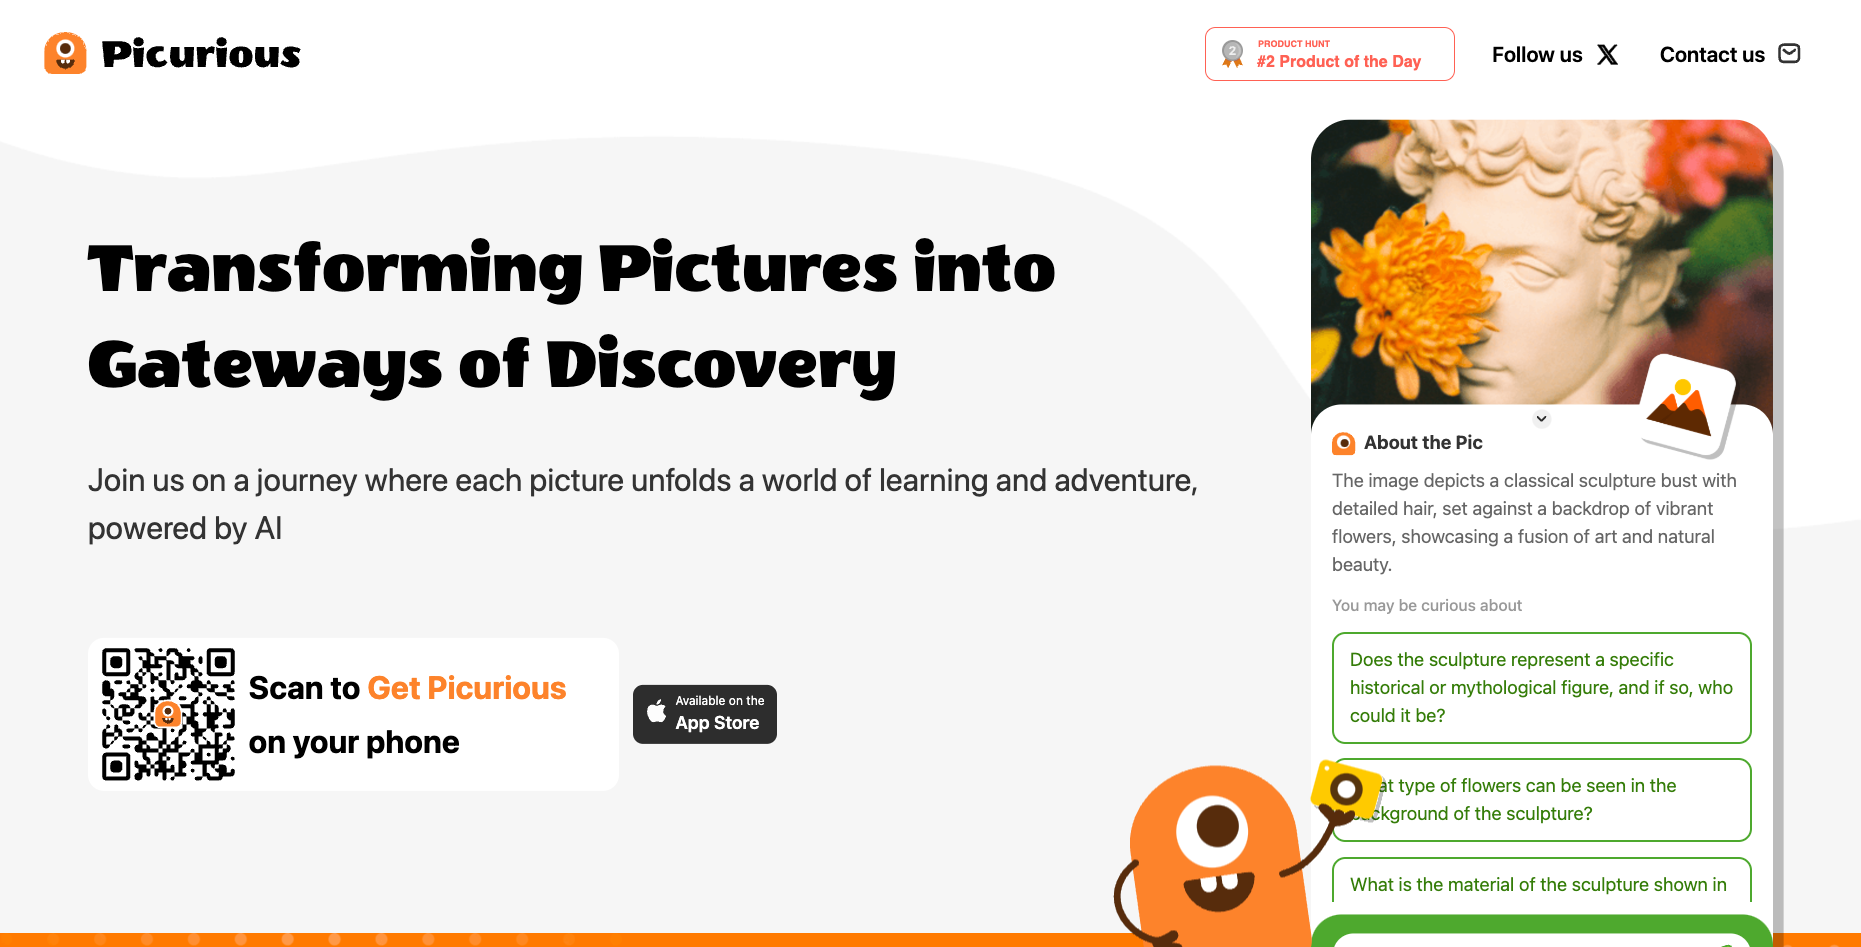 Picurious
2
PRODUCT HUNT
#2 Product of the Day
Follow us
Contact us
Transforming Pictures into
Gateways of Discovery
Join us on a journey where each picture unfolds a world of learning and adventure,
powered by AI
Scan to Get Picurious
on your phone
Available on the
App Store
About the Pic
The image depicts a classical sculpture bust with
detailed hair, set against a backdrop of vibrant
flowers, showcasing a fusion of art and natural
beauty.
You may be curious about
Does the sculpture represent a specific
historical or mythological figure, and if so, who
could it be?
type of flowers can be seen in the
of the sculpture?
What is the material of the sculpture shown in